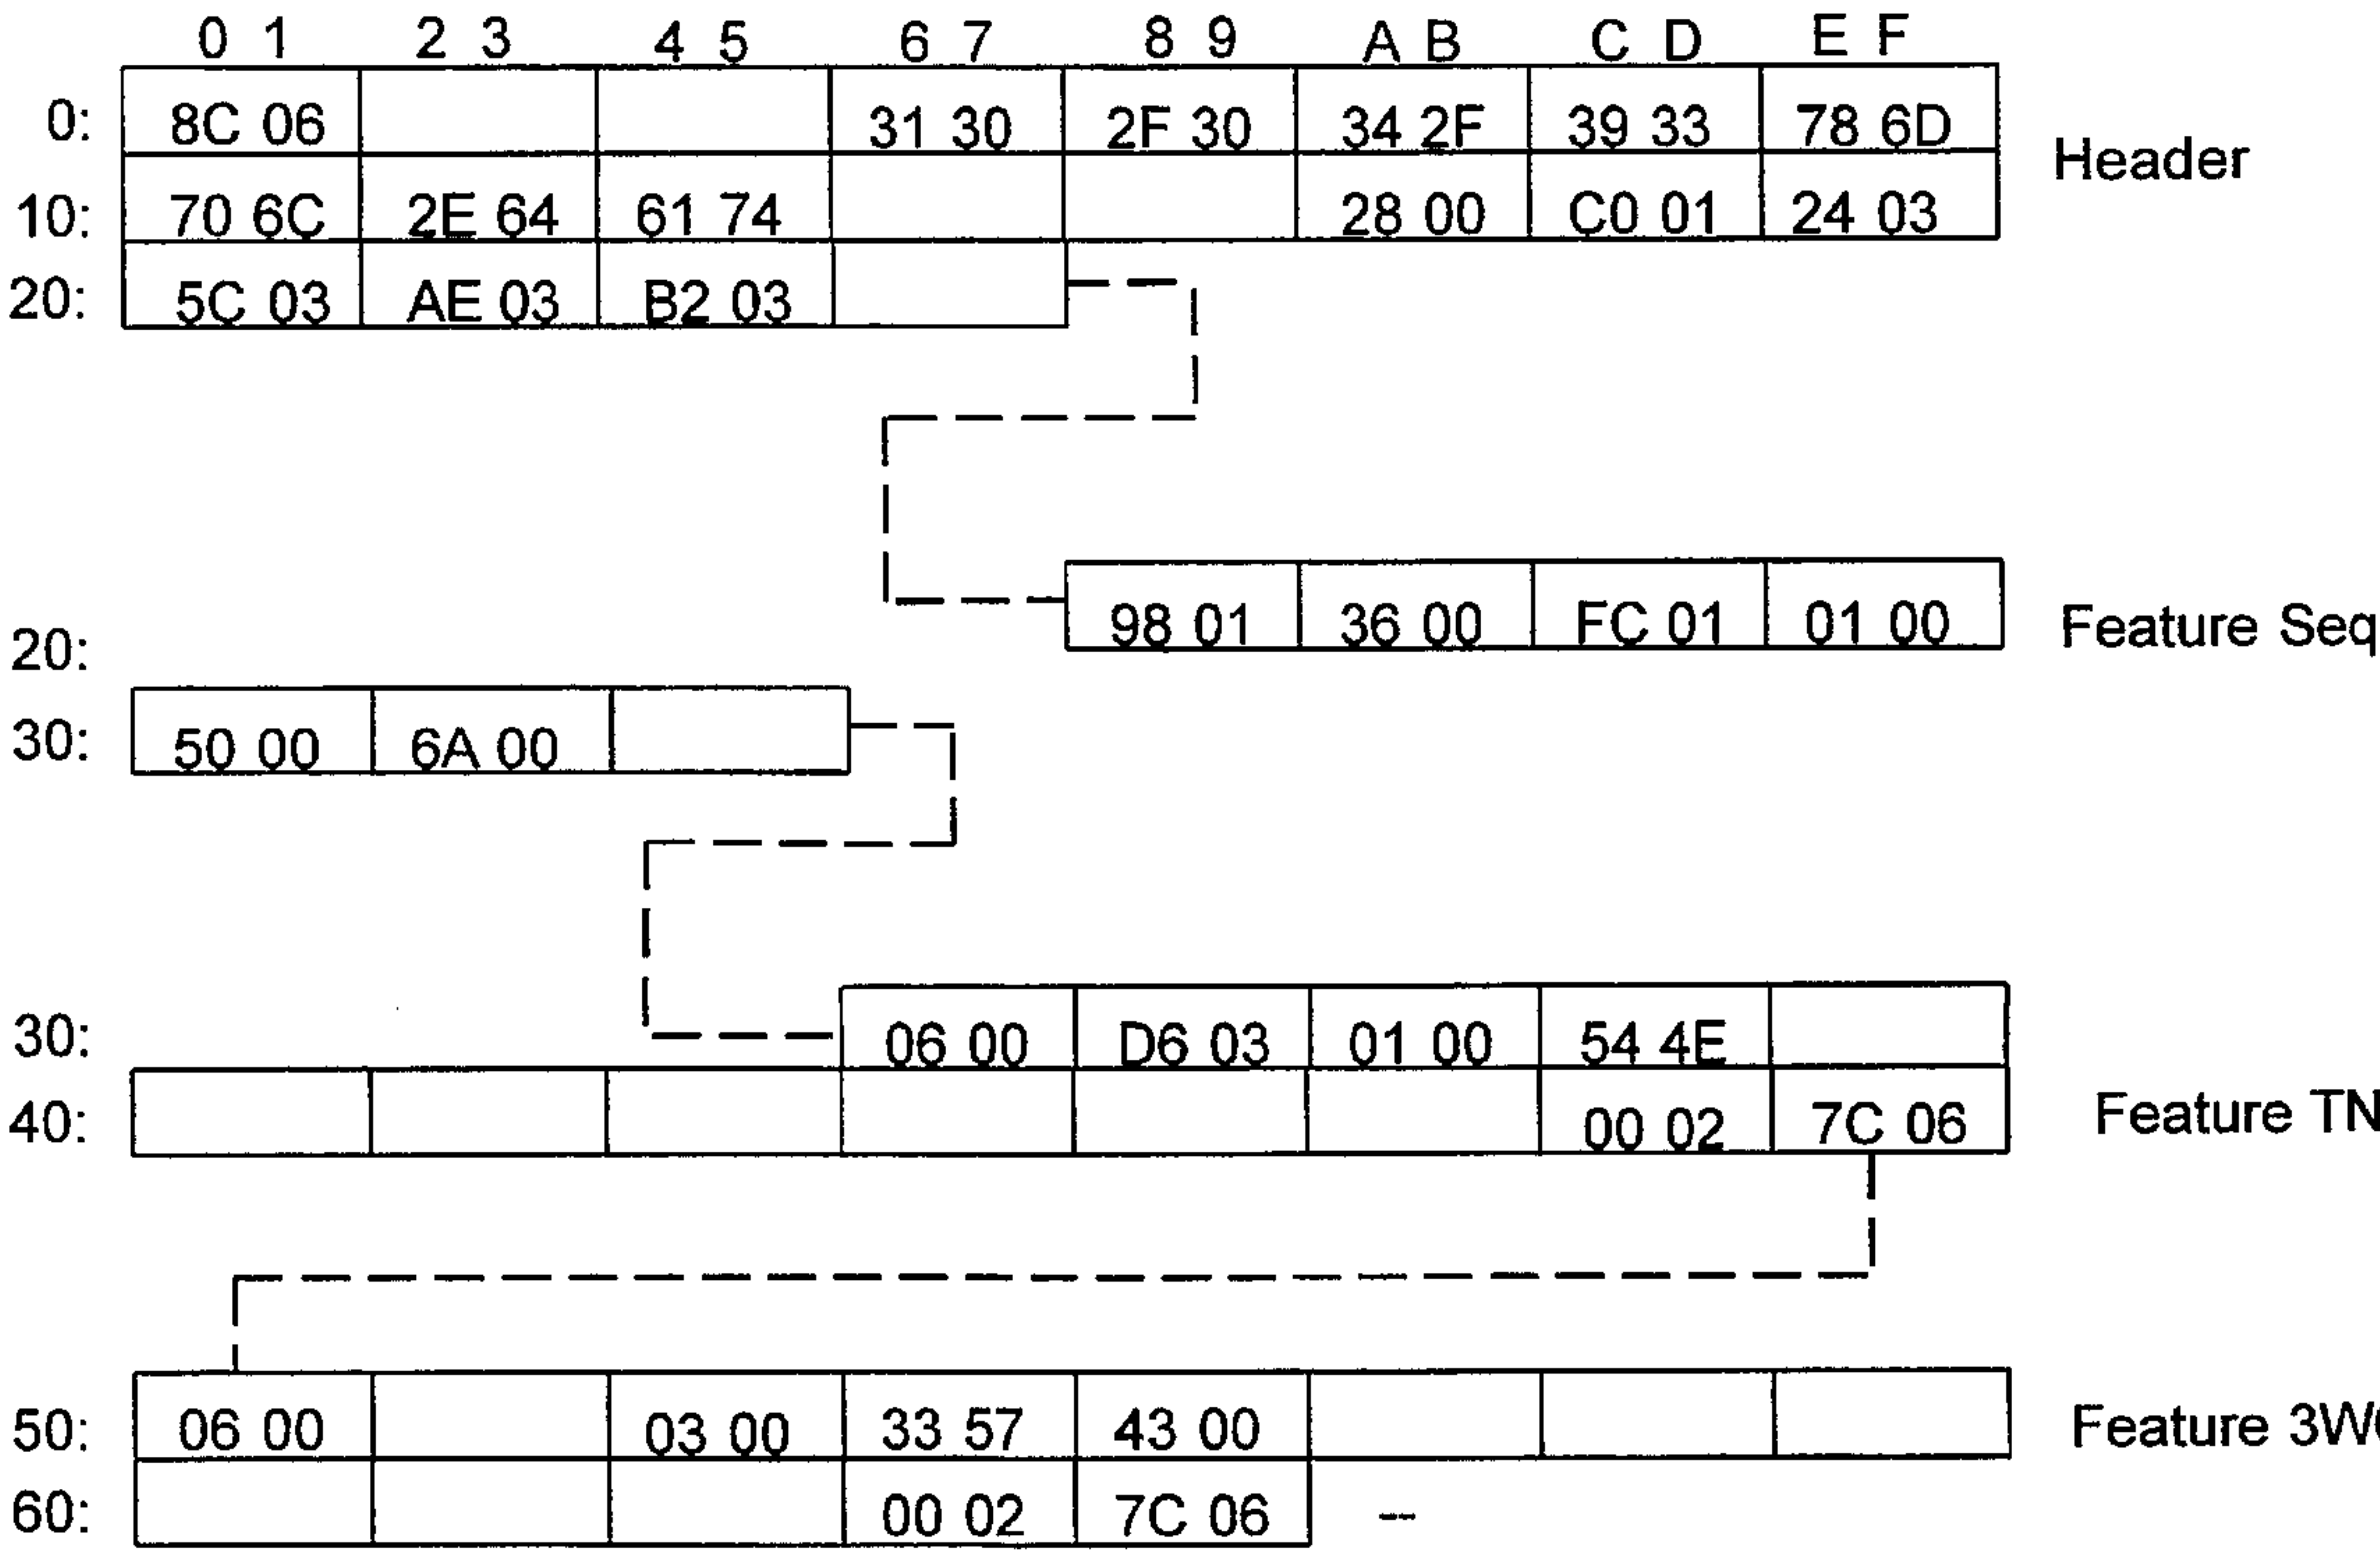 0 1 2 3 4 5 6 7 8 9 A B C D E F
0: 8C 06 31 30 2F 30 34 2F 39 33 78 6D
Header
10: 70 6C 2E 64 61 74 28 00 C0 01 24 03
20: 5C 03 AE 03 B2 03
20: 98 01 36 00 FC 01 01 00 Feature Seq
30: 50 00 6A 00
30: 06 00 D6 03 01 00 54 4E
40: 00 02 7C 06 Feature TN
50: 06 00 03 00 33 57 43 00 Feature 3W
60: 00 02 7C 06 --